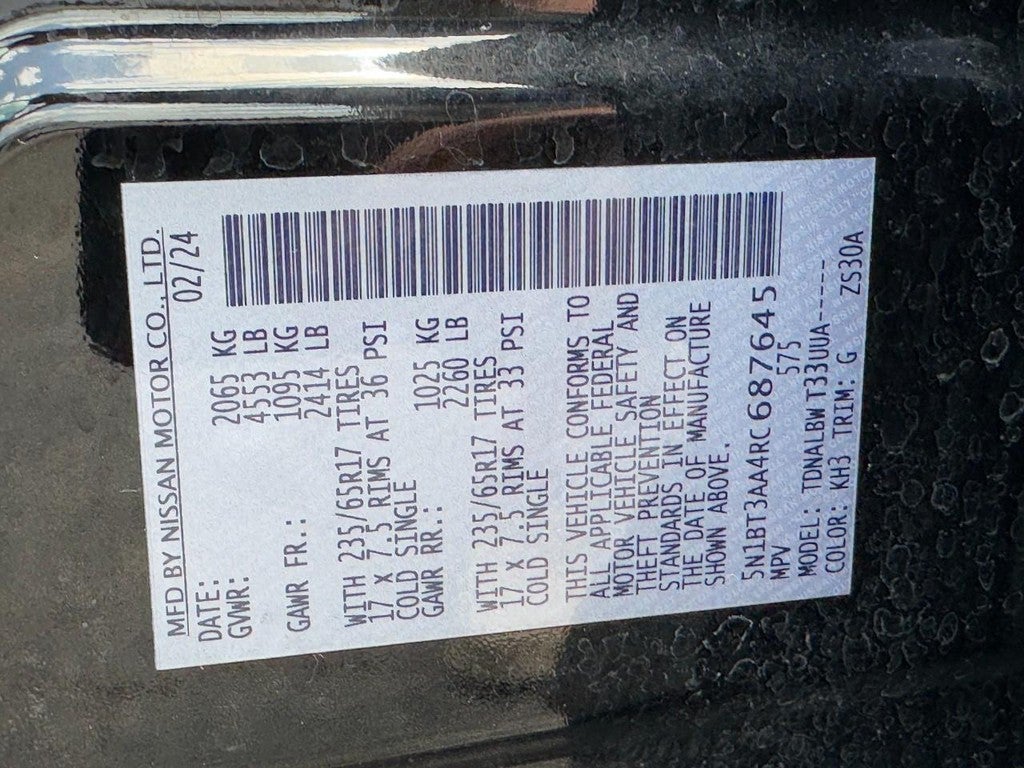 MFD BY NISSAN MOTOR CO., LTD.
DATE: 02/24
GVWR: 2065 KG
4553 LB
GAWR FR.: 1095 KG
2414 LB
WITH 235/65R17 TIRES
17 X 7.5 RIMS AT 36 PSI
COLD SINGLE
GAWR RR.: 1025 KG
2260 LB
WITH 235/65R17 TIRES
17 X 7.5 RIMS AT 33 PSI
COLD SINGLE
THIS VEHICLE CONFORMS TO
ALL APPLICABLE FEDERAL
MOTOR VEHICLE SAFETY AND
THEFT PREVENTION
STANDARDS IN EFFECT ON
THE DATE OF MANUFACTURE
SHOWN ABOVE.
5N1BT3AA4RC687645
MPV 575
MODEL: TDNALBW T33UUA-----
COLOR: KH3 TRIM: G ZS30A